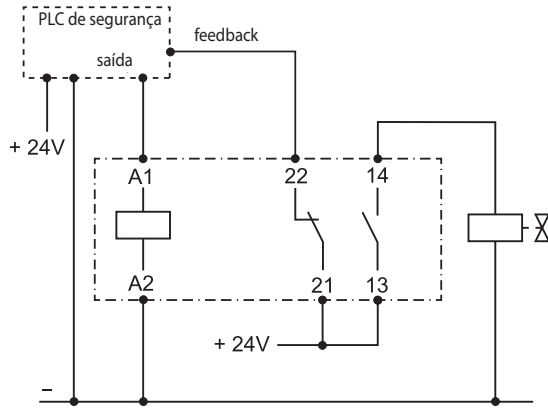 PLC de segurança
saída
feedback
+ 24V
A1
22
14
A2
21
13
+ 24V
–